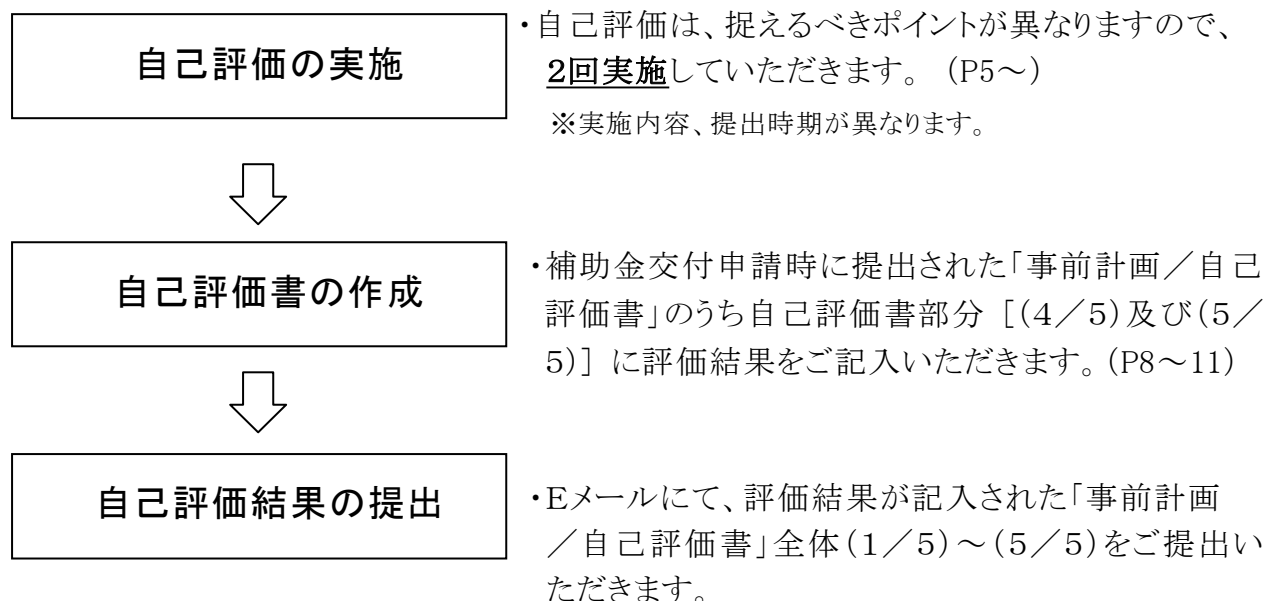 自己評価の実施
・自己評価は、捉えるべきポイントが異なりますので、
2回実施していただきます。 (P5～)
※実施内容、提出時期が異なります。
自己評価書の作成
・補助金交付申請時に提出された「事前計画／自己
評価書」のうち自己評価書部分 [(4／5)及び(5／
5)] に評価結果をご記入いただきます。(P8～11)
自己評価結果の提出
・Eメールにて、評価結果が記入された「事前計画
／自己評価書」全体(1／5)～(5／5)をご提出い
ただきます。